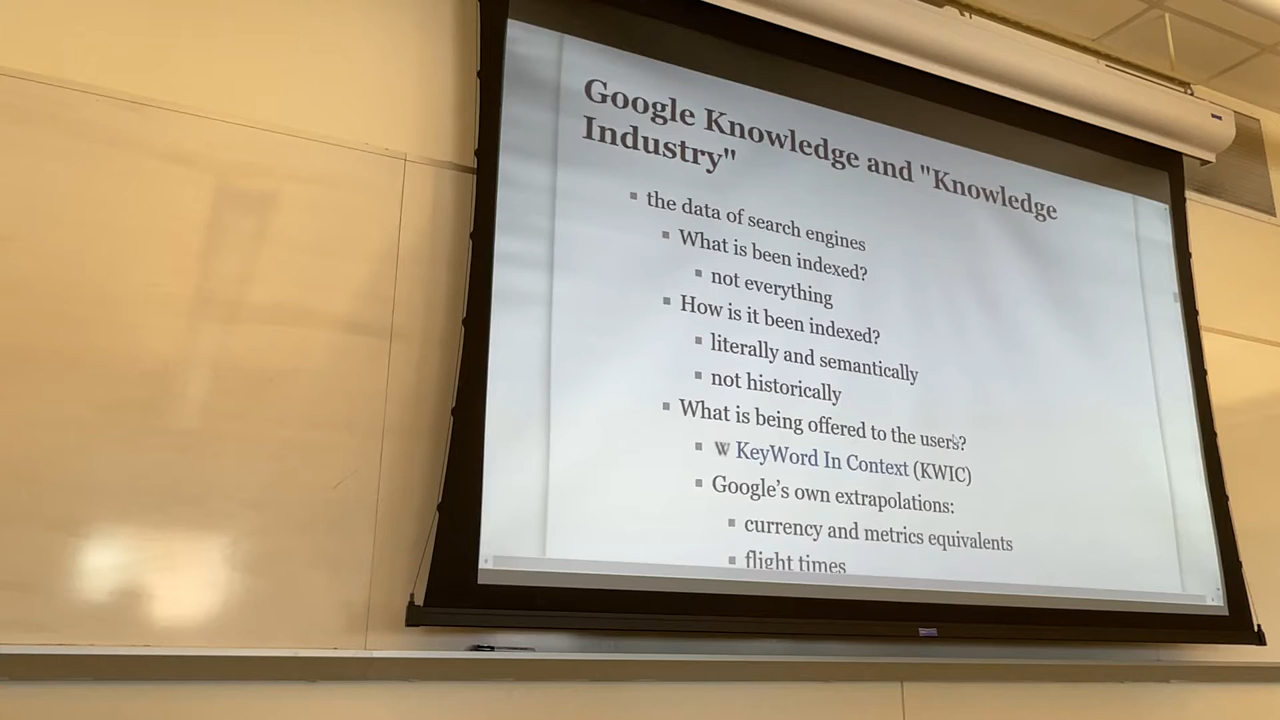 Google Knowledge and "Knowledge
Industry"
the data of search engines
What is been indexed?
not everything
How is it been indexed?
literally and semantically
not historically
What is being offered to the users?
W KeyWord In Context (KWIC)
Google's own extrapolations:
currency and metrics equivalents
flight times